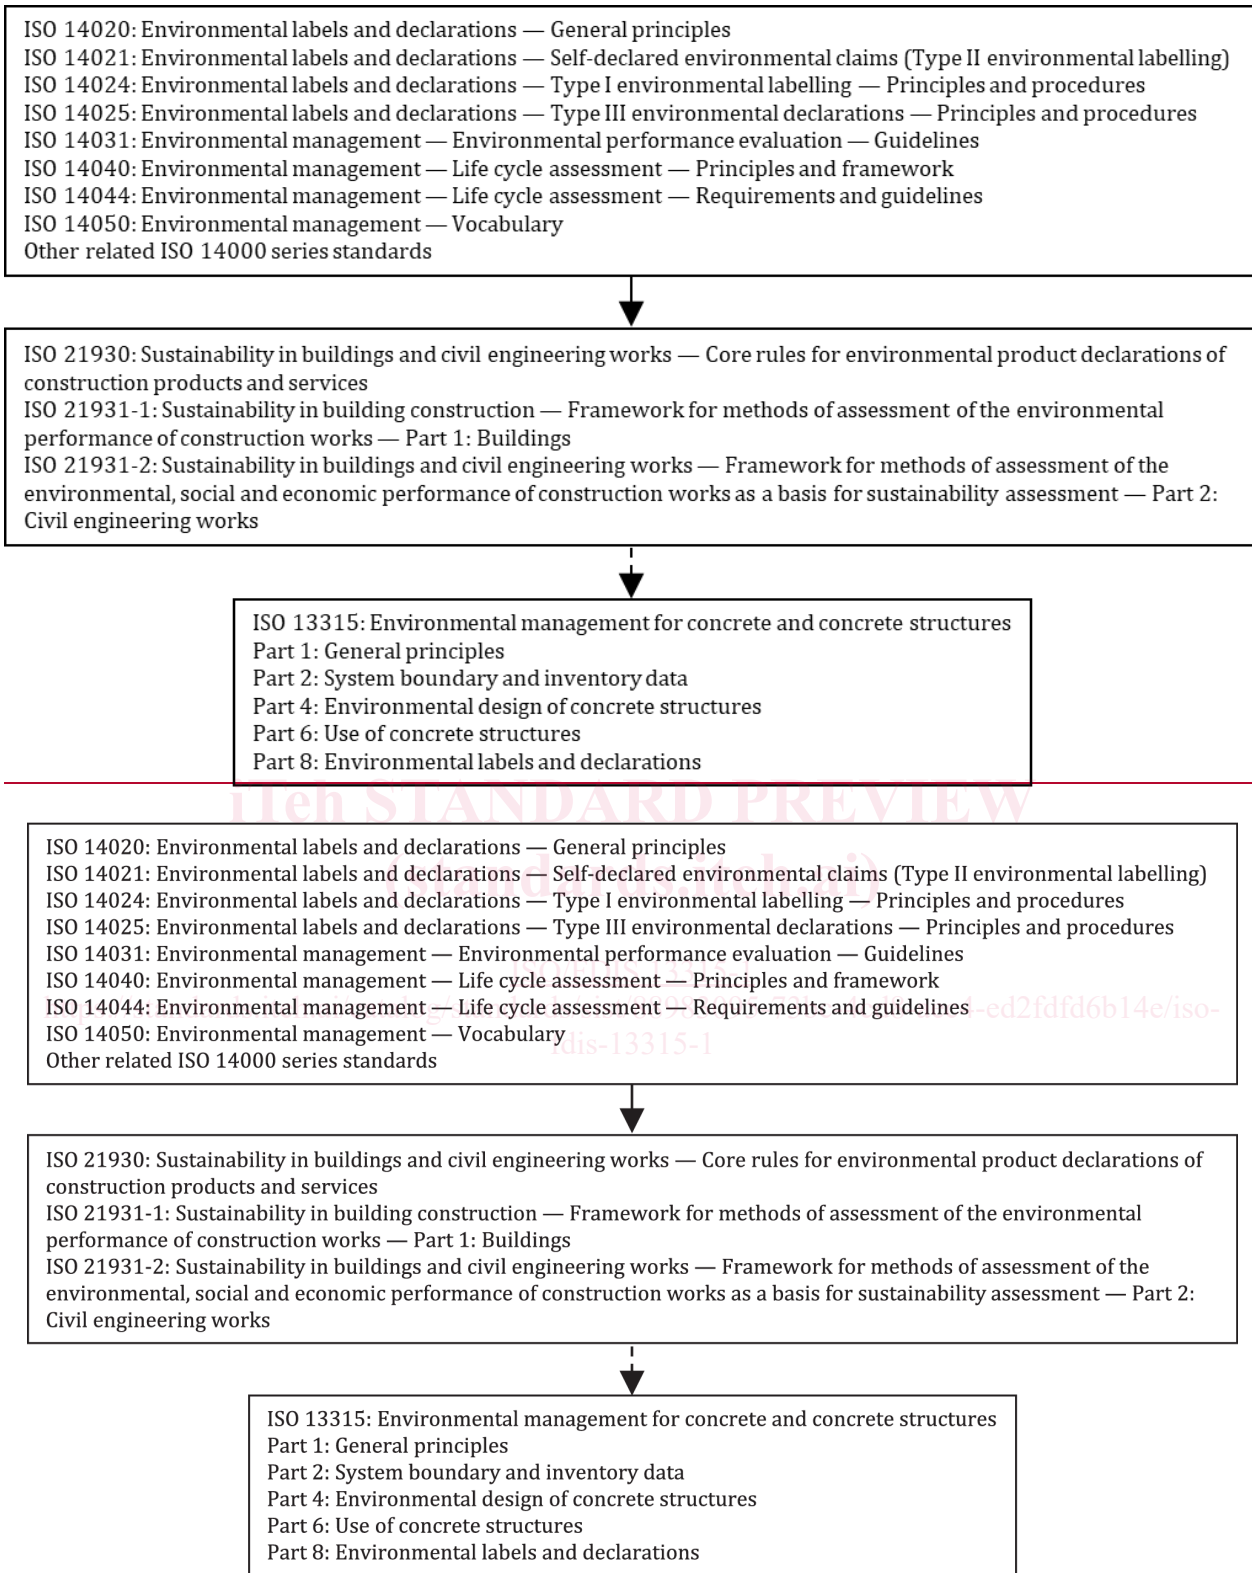 ISO 14020: Environmental labels and declarations — General principles
ISO 14021: Environmental labels and declarations — Self-declared environmental claims (Type II environmental labelling)
ISO 14024: Environmental labels and declarations — Type I environmental labelling — Principles and procedures
ISO 14025: Environmental labels and declarations — Type III environmental declarations — Principles and procedures
ISO 14031: Environmental management — Environmental performance evaluation — Guidelines
ISO 14040: Environmental management — Life cycle assessment — Principles and framework
ISO 14044: Environmental management — Life cycle assessment — Requirements and guidelines
ISO 14050: Environmental management — Vocabulary
Other related ISO 14000 series standards
ISO 21930: Sustainability in buildings and civil engineering works — Core rules for environmental product declarations of
construction products and services
ISO 21931-1: Sustainability in building construction — Framework for methods of assessment of the environmental
performance of construction works — Part 1: Buildings
ISO 21931-2: Sustainability in buildings and civil engineering works — Framework for methods of assessment of the
environmental, social and economic performance of construction works as a basis for sustainability assessment — Part 2:
Civil engineering works
ISO 13315: Environmental management for concrete and concrete structures
Part 1: General principles
Part 2: System boundary and inventory data
Part 4: Environmental design of concrete structures
Part 6: Use of concrete structures
Part 8: Environmental labels and declarations
iTeh STANDARD PREVIEW
ISO 14020: Environmental labels and declarations — General principles
(standards.iteh.ai)
ISO 14021: Environmental labels and declarations — Self-declared environmental claims (Type II environmental labelling)
ISO 14024: Environmental labels and declarations — Type I environmental labelling — Principles and procedures
ISO 14025: Environmental labels and declarations — Type III environmental declarations — Principles and procedures
ISO 14031: Environmental management — Environmental performance evaluation — Guidelines
ISO/FDIS 13315-1
ISO 14040: Environmental management — Life cycle assessment — Principles and framework
ISO 14044: Environmental management — Life cycle assessment — Requirements and guidelines
-ed2fdfd6b14e/iso-
ISO 14050: Environmental management — Vocabulary
fdis-13315-1
Other related ISO 14000 series standards
ISO 21930: Sustainability in buildings and civil engineering works — Core rules for environmental product declarations of
construction products and services
ISO 21931-1: Sustainability in building construction — Framework for methods of assessment of the environmental
performance of construction works — Part 1: Buildings
ISO 21931-2: Sustainability in buildings and civil engineering works — Framework for methods of assessment of the
environmental, social and economic performance of construction works as a basis for sustainability assessment — Part 2:
Civil engineering works
ISO 13315: Environmental management for concrete and concrete structures
Part 1: General principles
Part 2: System boundary and inventory data
Part 4: Environmental design of concrete structures
Part 6: Use of concrete structures
Part 8: Environmental labels and declarations